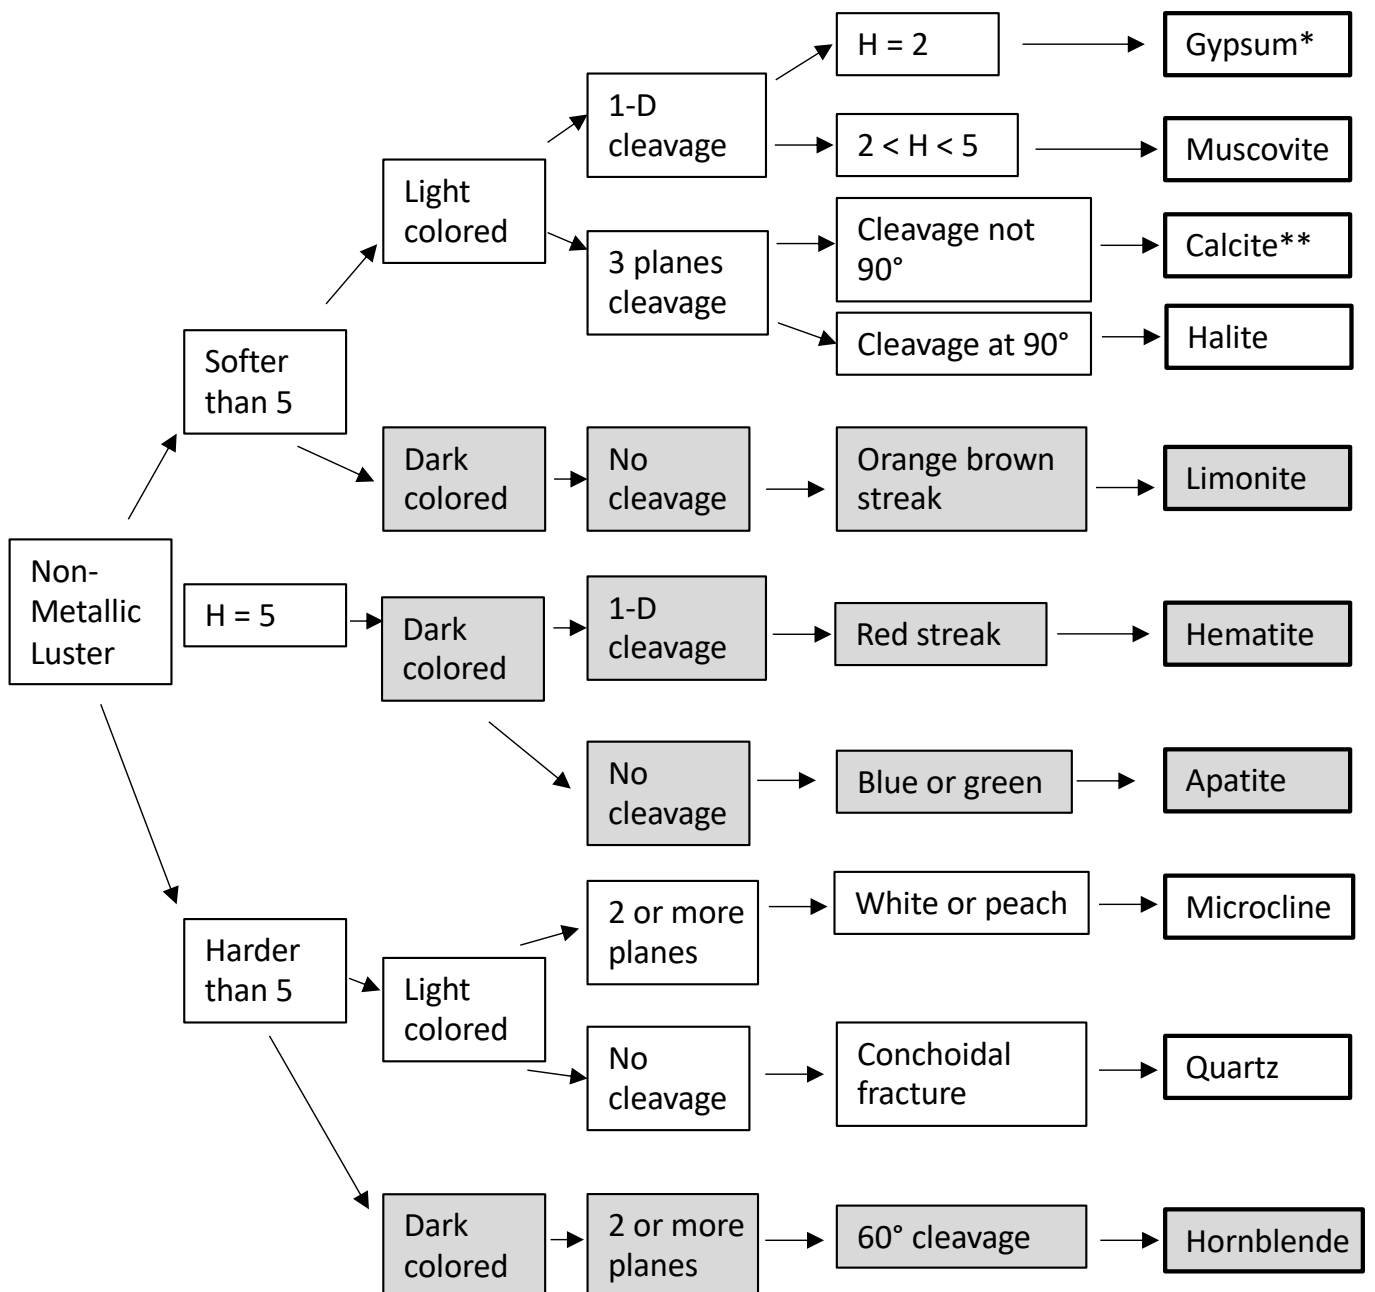 H = 2
Gypsum*
1-D
cleavage
2 < H < 5
Muscovite
Light
colored
Cleavage not
90°
Calcite**
3 planes
cleavage
Cleavage at 90°
Halite
Softer
than 5
Dark
colored
No
cleavage
Orange brown
streak
Limonite
Non-
Metallic
Luster
H = 5
Dark
colored
1-D
cleavage
Red streak
Hematite
No
cleavage
Blue or green
Apatite
Harder
than 5
Light
colored
2 or more
planes
White or peach
Microcline
No
cleavage
Conchoidal
fracture
Quartz
Dark
colored
2 or more
planes
60° cleavage
Hornblende